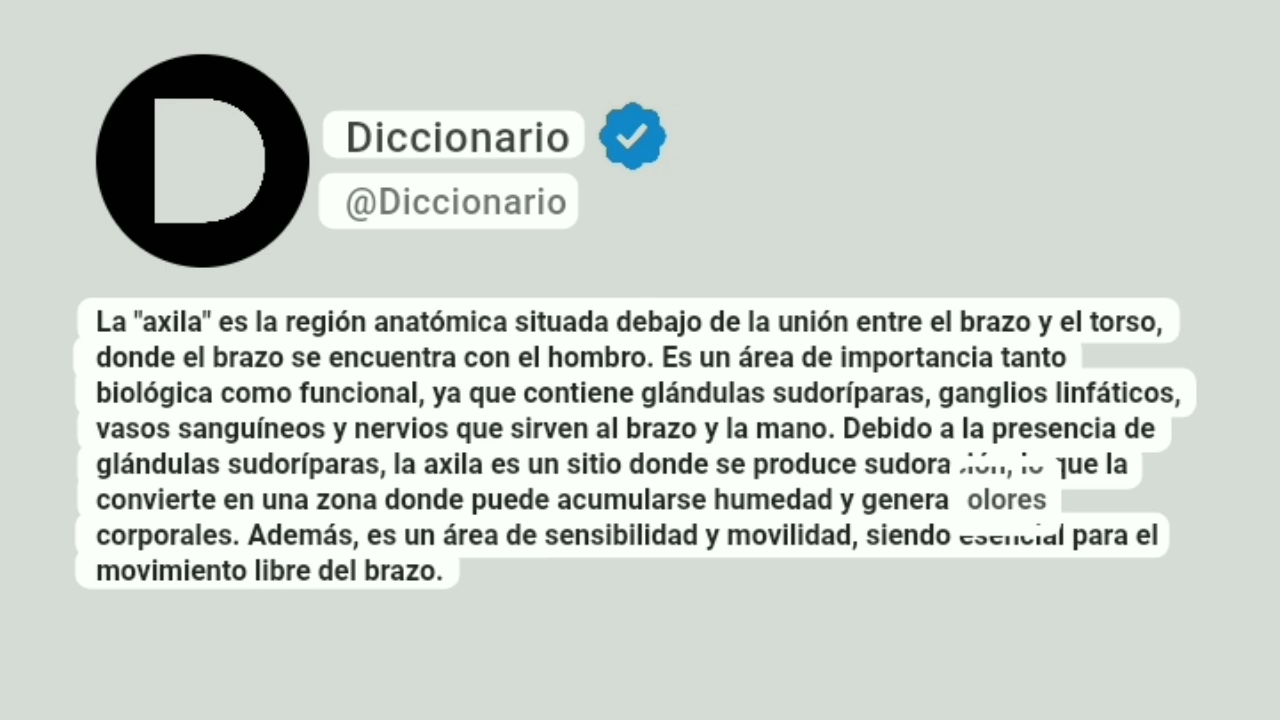 Diccionario
@Diccionario
La "axila" es la región anatómica situada debajo de la unión entre el brazo y el torso,
donde el brazo se encuentra con el hombro. Es un área de importancia tanto
biológica como funcional, ya que contiene glándulas sudoríparas, ganglios linfáticos,
vasos sanguíneos y nervios que sirven al brazo y la mano. Debido a la presencia de
glándulas sudoríparas, la axila es un sitio donde se produce que la
convierte en una zona donde puede acumularse humedad y genera olores
corporales. Además, es un área de sensibilidad y movilidad, siendo esencial para el
movimiento libre del brazo.